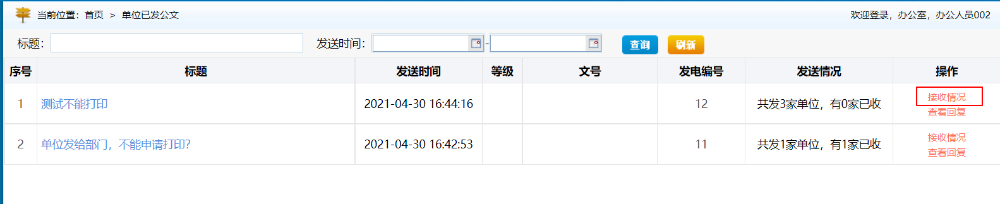 当前位置：首页 > 单位已发公文 欢迎登录，办公室，办公人员002
标题： 发送时间： - 查询 刷新
序号 标题 发送时间 等级 文号 发电编号 发送情况 操作
1 测试不能打印 2021-04-30 16:44:16 12 共发3家单位，有0家已收 接收情况
查看回复
2 单位发给部门，不能申请打印? 2021-04-30 16:42:53 11 共发1家单位，有1家已收 接收情况
查看回复